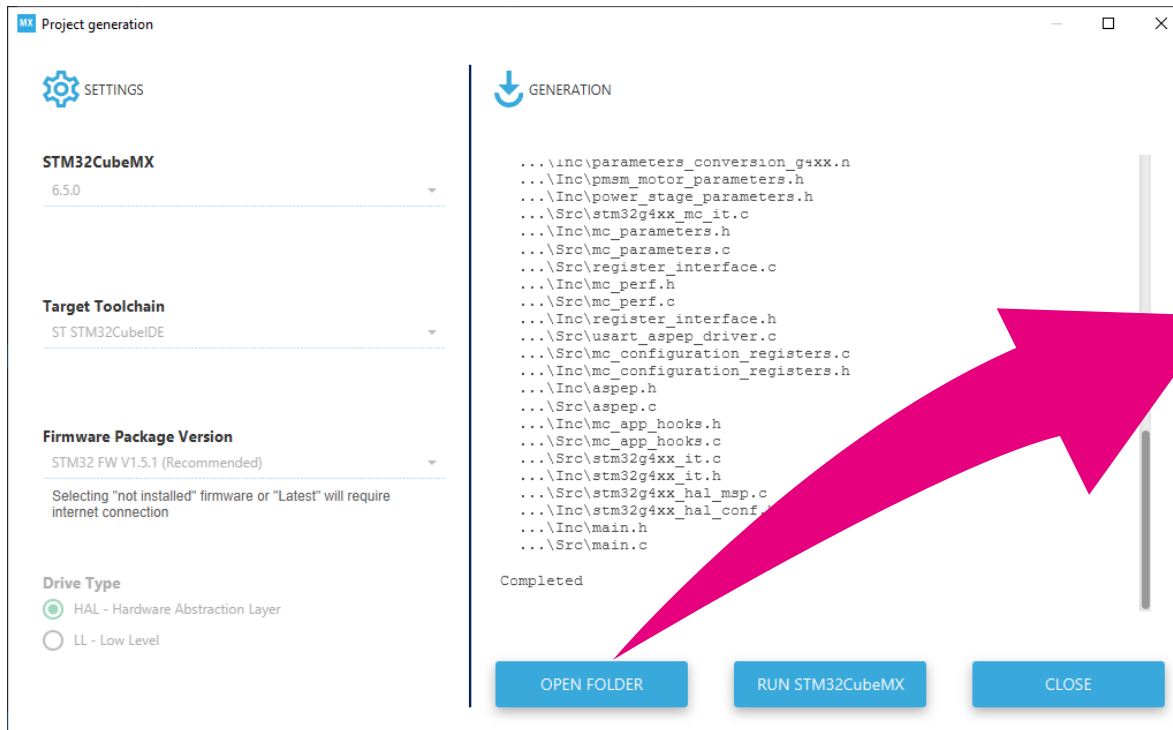 MX Project generation
SETTINGS
STM32CubeMX
6.5.0
Target Toolchain
ST STM32CubeIDE
Firmware Package Version
STM32 FW V1.5.1 (Recommended)
Selecting "not installed" firmware or "Latest" will require
internet connection
Drive Type
HAL - Hardware Abstraction Layer
LL - Low Level
GENERATION
...\Inc\parameters_conversion_g4xx.h
...\Inc\pmsm_motor_parameters.h
...\Inc\power_stage_parameters.h
...\Src\stm32g4xx_mc_it.c
...\Inc\mc_parameters.h
...\Src\mc_parameters.c
...\Src\register_interface.c
...\Inc\mc_perf.h
...\Src\mc_perf.c
...\Inc\register_interface.h
...\Src\usart_aspep_driver.c
...\Src\mc_configuration_registers.c
...\Inc\mc_configuration_registers.h
...\Inc\aspep.h
...\Src\aspep.c
...\Inc\mc_app_hooks.h
...\Src\mc_app_hooks.c
...\Src\stm32g4xx_it.c
...\Inc\stm32g4xx_it.h
...\Src\stm32g4xx_hal_msp.c
...\Inc\stm32g4xx_hal_conf.
...\Inc\main.h
...\Src\main.c
Completed
OPEN FOLDER
RUN STM32CubeMX
CLOSE